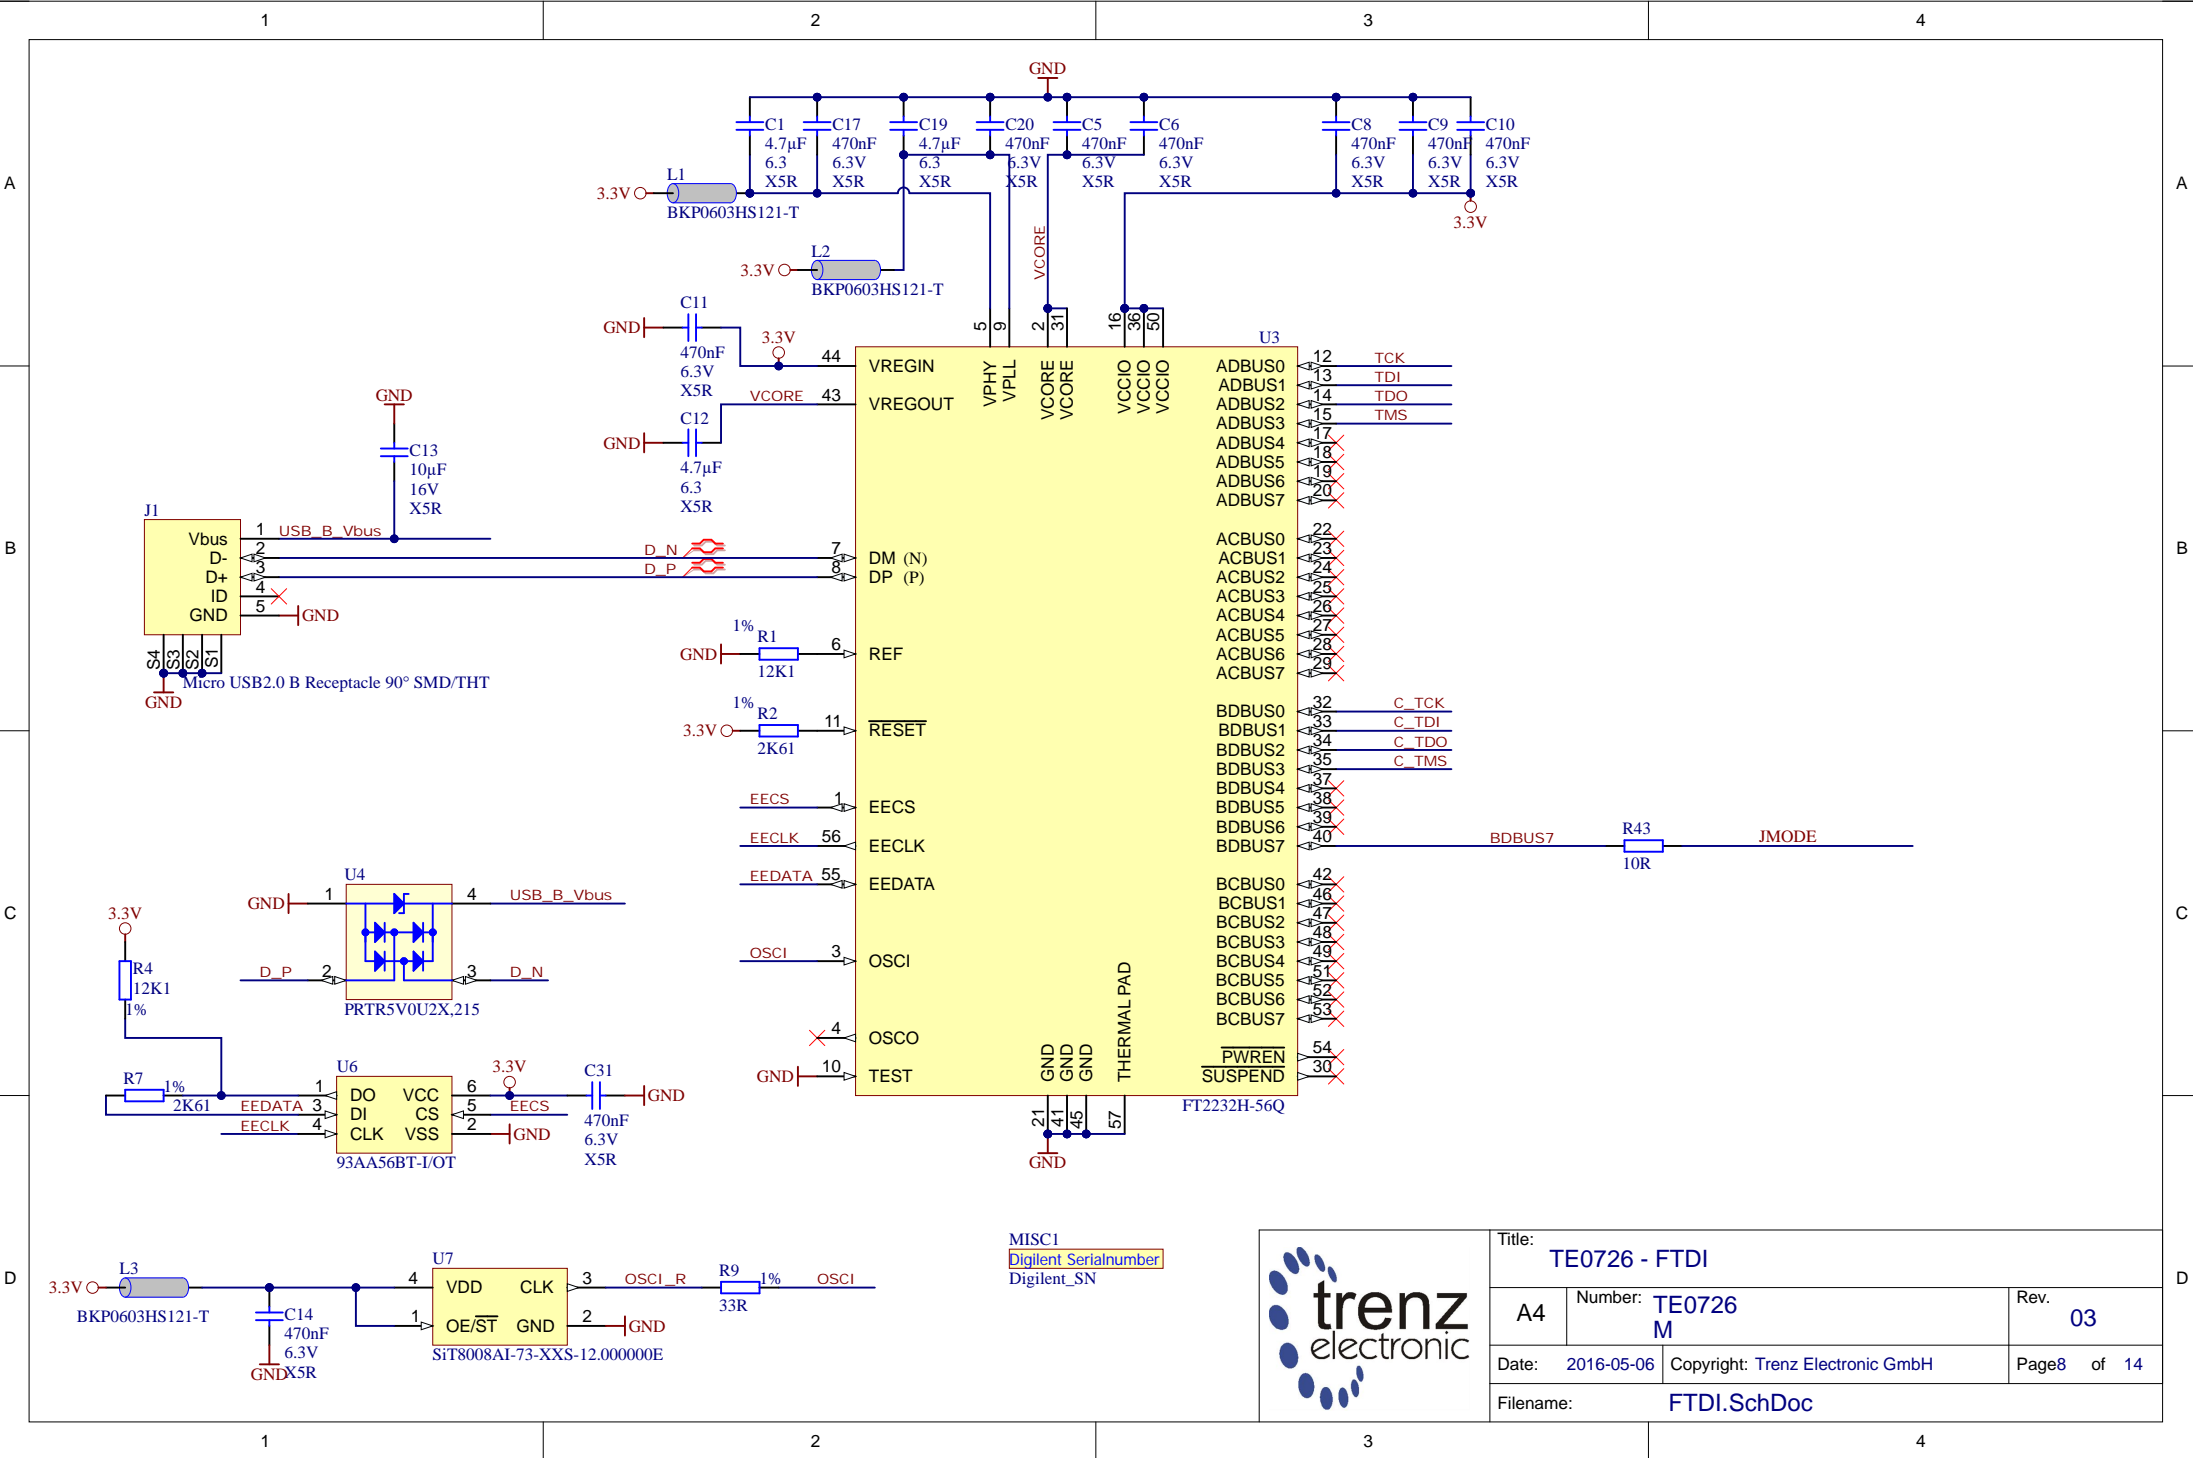 1 2 3 4
A
B
C
D
A
B
C
D
GND
C1
4.7µF
6.3
X5R
C17
470nF
6.3V
X5R
C19
4.7µF
6.3
X5R
C20
470nF
6.3V
X5R
C5
470nF
6.3V
X5R
C6
470nF
6.3V
X5R
C8
470nF
6.3V
X5R
C9
470nF
6.3V
X5R
C10
470nF
6.3V
X5R
3.3V
L1
BKP0603HS121-T
3.3V
3.3V
L2
BKP0603HS121-T
VCORE
C11
GND
470nF
6.3V
X5R
3.3V
VCORE
C12
GND
4.7µF
6.3
X5R
GND
C13
10µF
16V
X5R
J1
Vbus 1 USB_B_Vbus
D- 2
D+ 3
ID 4
GND 5 GND
S4 S3 S2 S1
GND
Micro USB2.0 B Receptacle 90° SMD/THT
D_N
D_P
1%
R1
GND
12K1
1%
R2
3.3V
2K61
EECS
EECLK
EEDATA
OSCI
GND
U3
5 VPHY
9 VPLL
2 VCORE
31 VCORE
16 VCCIO
36 VCCIO
50 VCCIO
44 VREGIN
43 VREGOUT
7 DM (N)
8 DP (P)
6 REF
11 RESET
1 EECS
56 EECLK
55 EEDATA
3 OSCI
4 OSCO
10 TEST
ADBUS0 12 TCK
ADBUS1 13 TDI
ADBUS2 14 TDO
ADBUS3 15 TMS
ADBUS4 17
ADBUS5 18
ADBUS6 19
ADBUS7 20
ACBUS0 22
ACBUS1 23
ACBUS2 24
ACBUS3 25
ACBUS4 26
ACBUS5 27
ACBUS6 28
ACBUS7 29
BDBUS0 32 C_TCK
BDBUS1 33 C_TDI
BDBUS2 34 C_TDO
BDBUS3 35 C_TMS
BDBUS4 37
BDBUS5 38
BDBUS6 39
BDBUS7 40 BDBUS7
R43
10R
JMODE
BCBUS0 42
BCBUS1 46
BCBUS2 47
BCBUS3 48
BCBUS4 49
BCBUS5 51
BCBUS6 52
BCBUS7 53
PWREN 54
SUSPEND 30
GND 21
GND 41
GND 45
THERMAL PAD 57
GND
FT2232H-56Q
U4
GND 1
4 USB_B_Vbus
D_P 2
3 D_N
PRTR5V0U2X,215
3.3V
R4
12K1
1%
R7 1%
2K61
U6
1 DO
EEDATA 3 DI
EECLK 4 CLK
VCC 6
CS 5 EECS
VSS 2 GND
93AA56BT-I/OT
3.3V
C31
GND
470nF
6.3V
X5R
3.3V
L3
BKP0603HS121-T
C14
470nF
6.3V
X5R
GND
U7
4 VDD
1 OE/ST
CLK 3 OSCI_R
GND 2 GND
SiT8008AI-73-XXS-12.000000E
R9 1%
33R
OSCI
MISC1
Digilent Serialnumber
Digilent_SN
trenz
electronic
Title:
TE0726 - FTDI
A4
Number: TE0726
M
Rev.
03
Date: 2016-05-06
Copyright: Trenz Electronic GmbH
Page8 of 14
Filename: FTDI.SchDoc
1 2 3 4